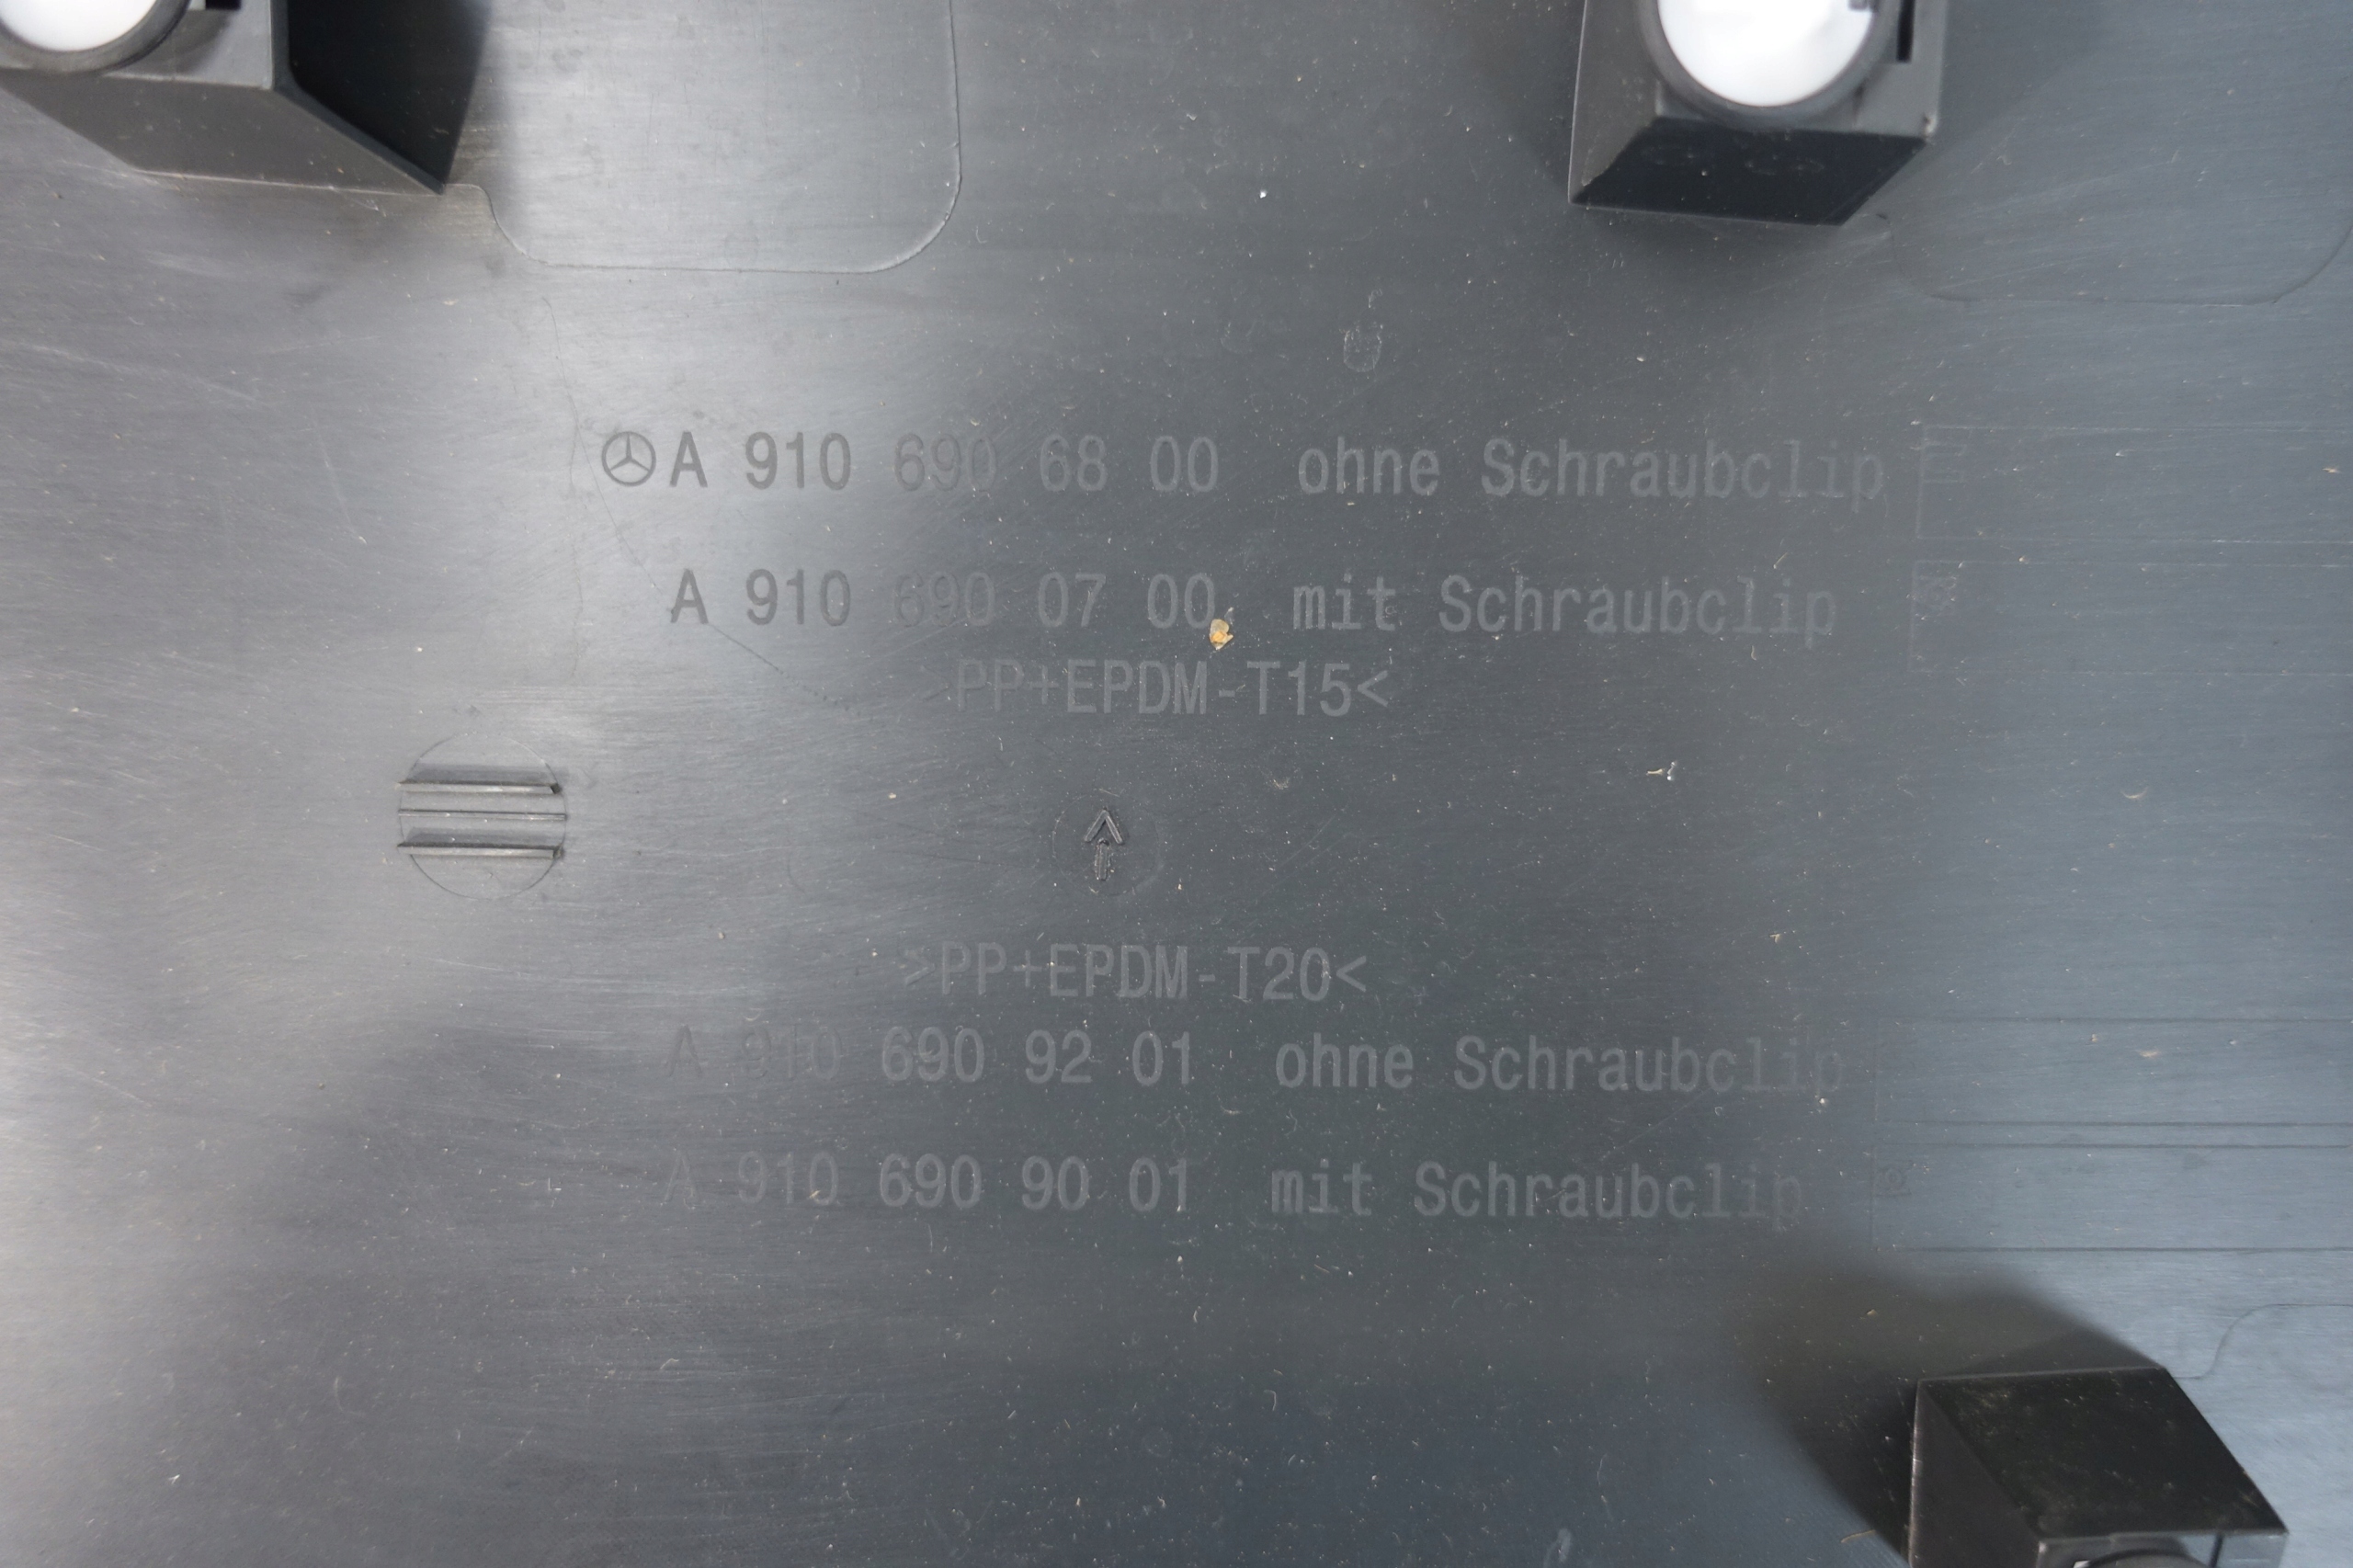 A 910 690 68 00 ohne Schraubclip
A 910 690 07 00 mit Schraubclip
>PP+EPDM-T15<
>PP+EPDM-T20<
A 910 690 92 01 ohne Schraubclip
A 910 690 90 01 mit Schraubclip